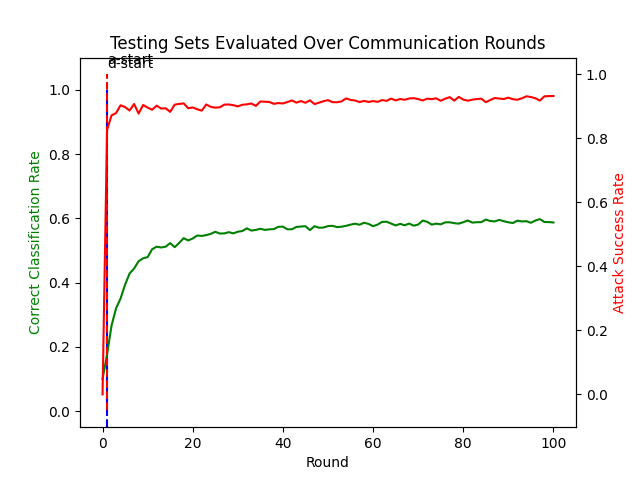 Testing Sets Evaluated Over Communication Rounds
a-start
d-start
1.0
0.8
0.6
0.4
0.2
0.0
Correct Classification Rate
1.0
0.8
0.6
0.4
0.2
0.0
Attack Success Rate
0 20 40 60 80 100
Round